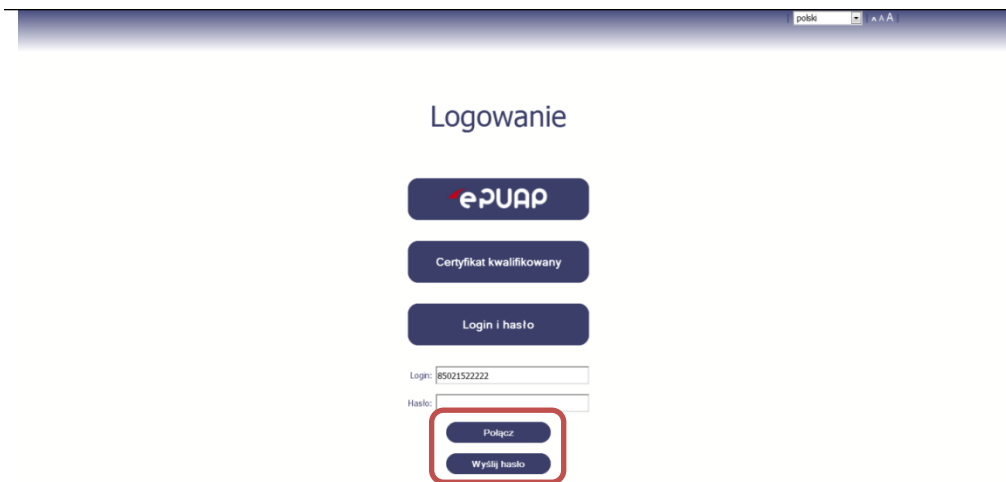 polski A A A
Logowanie
ePUAP
Certyfikat kwalifikowany
Login i hasło
Login: 85021522222
Hasło:
Połącz
Wyślij hasło